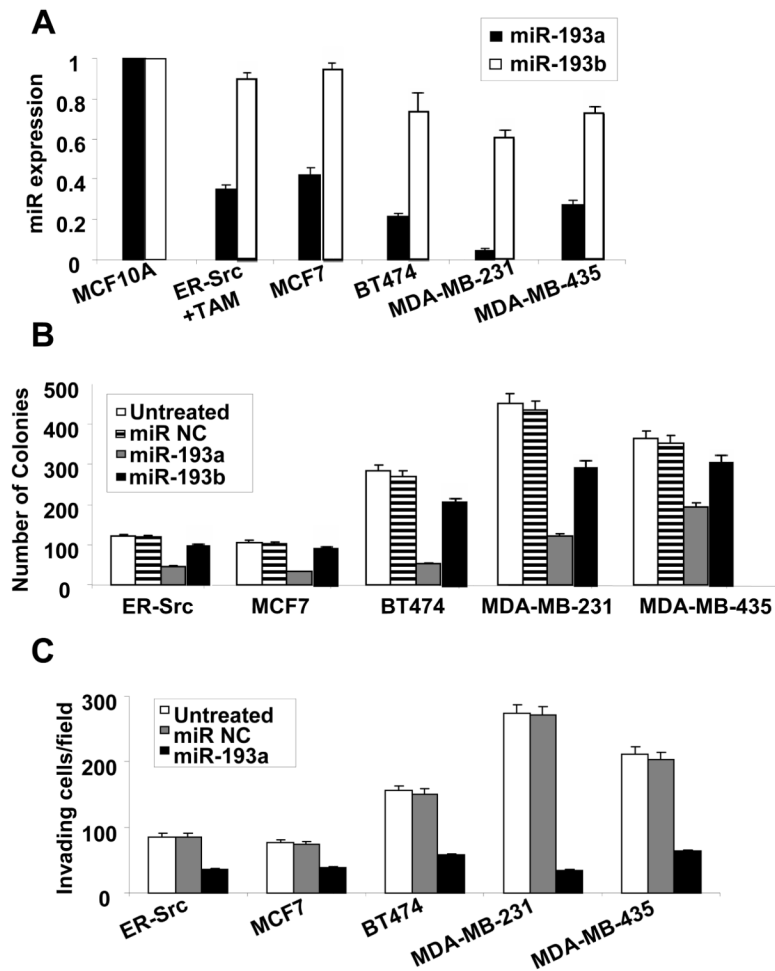 A
miR-193a
miR-193b
miR expression
1
0.8
0.6
0.4
0.2
0
MCF10A
ER-Src
+TAM
MCF7
BT474
MDA-MB-231
MDA-MB-435
B
Untreated
miR NC
miR-193a
miR-193b
Number of Colonies
500
400
300
200
100
0
ER-Src
MCF7
BT474
MDA-MB-231
MDA-MB-435
C
Untreated
miR NC
miR-193a
Invading cells/field
300
200
100
0
ER-Src
MCF7
BT474
MDA-MB-231
MDA-MB-435